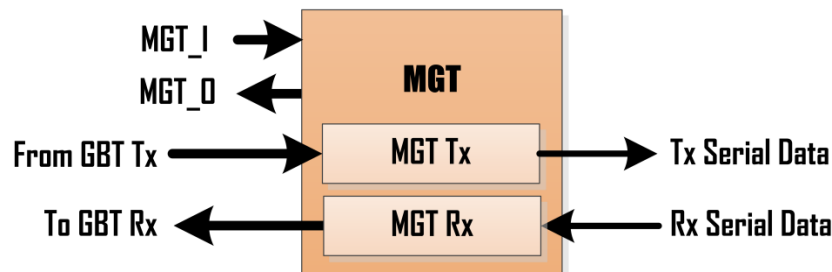 MGT_I
MGT
MGT_O
From GBT Tx
MGT Tx
Tx Serial Data
To GBT Rx
MGT Rx
Rx Serial Data